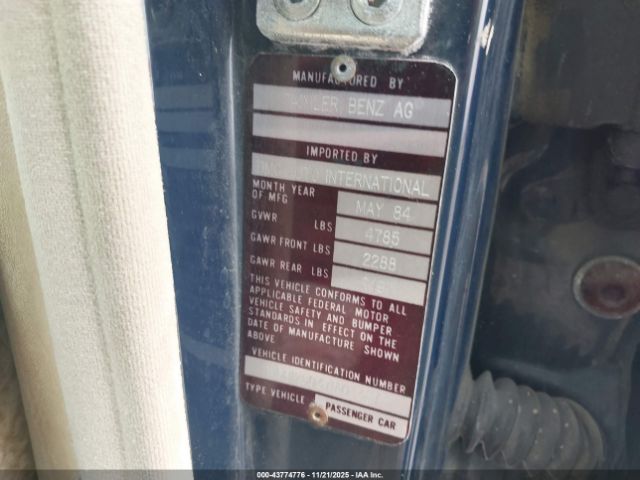 MANUFACTURED BY
DAIMLER BENZ AG
IMPORTED BY
INTERNATIONAL
MONTH YEAR OF MFG
MAY 84
GVWR LBS 4785
GAWR FRONT LBS 2288
GAWR REAR LBS
THIS VEHICLE CONFORMS TO ALL
APPLICABLE FEDERAL MOTOR
VEHICLE SAFETY AND BUMPER
STANDARDS IN EFFECT ON THE
DATE OF MANUFACTURE SHOWN
ABOVE
VEHICLE IDENTIFICATION NUMBER
TYPE VEHICLE PASSENGER CAR
000-43774776 - 11/21/2025 - IAA Inc.